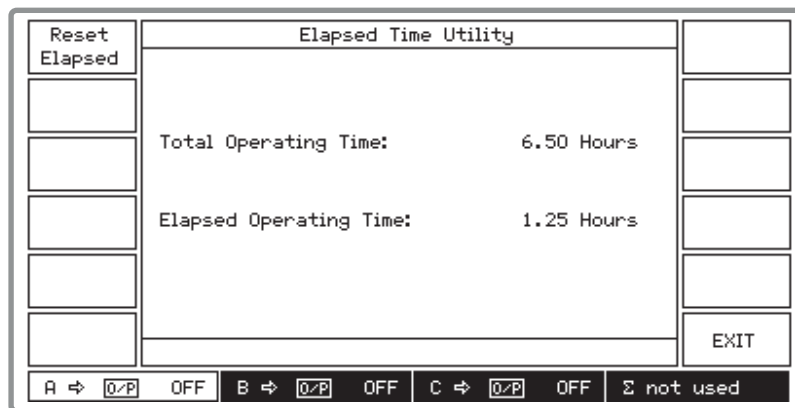 Reset
Elapsed
Elapsed Time Utility
Total Operating Time: 6.50 Hours
Elapsed Operating Time: 1.25 Hours
EXIT
A ⇨ O/P OFF B ⇨ O/P OFF C ⇨ O/P OFF Σ not used